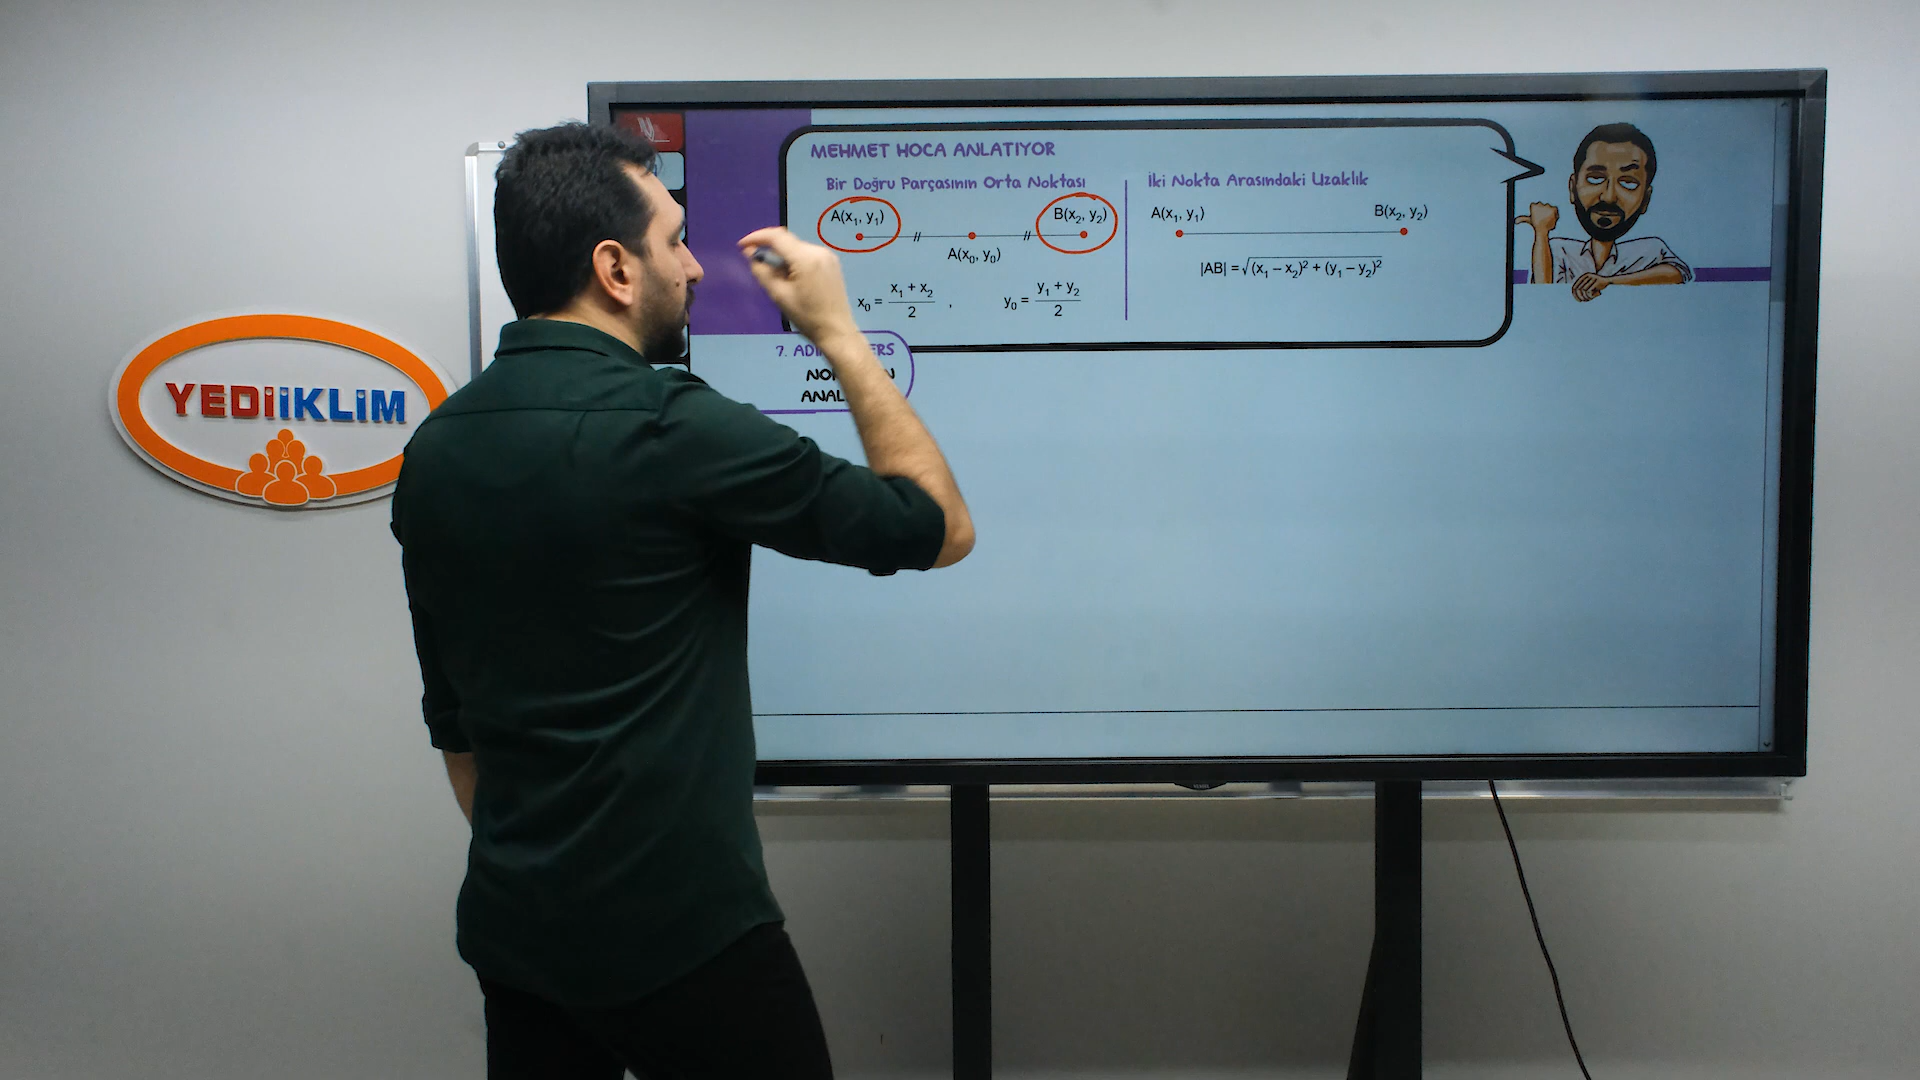 YEDİİKLİM
MEHMET HOCA ANLATIYOR
Bir Doğru Parçasının Orta Noktası
A(x₁, y₁)
B(x₂, y₂)
A(x₀, y₀)
x₀ = (x₁ + x₂)/2 , y₀ = (y₁ + y₂)/2
İki Nokta Arasındaki Uzaklık
A(x₁, y₁)
B(x₂, y₂)
|AB| = √(x₁ − x₂)² + (y₁ − y₂)²
7.